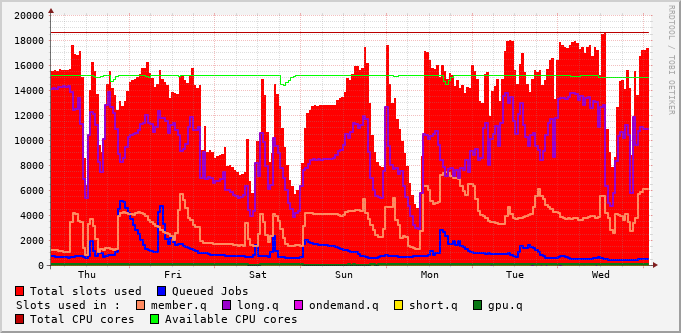 20000
18000
16000
14000
12000
10000
8000
6000
4000
2000
0
Thu Fri Sat Sun Mon Tue Wed
RRDTOOL / TOBI OETIKER
Total slots used Queued Jobs
Slots used in : member.q long.q ondemand.q short.q gpu.q
Total CPU cores Available CPU cores